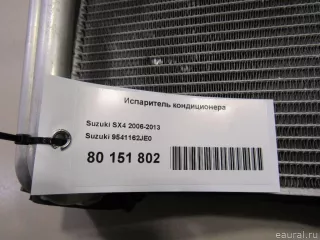 Испаритель кондиционера
Suzuki SX4 2006-2013
Suzuki 9541162JE0
80 151 802
eaural.ru